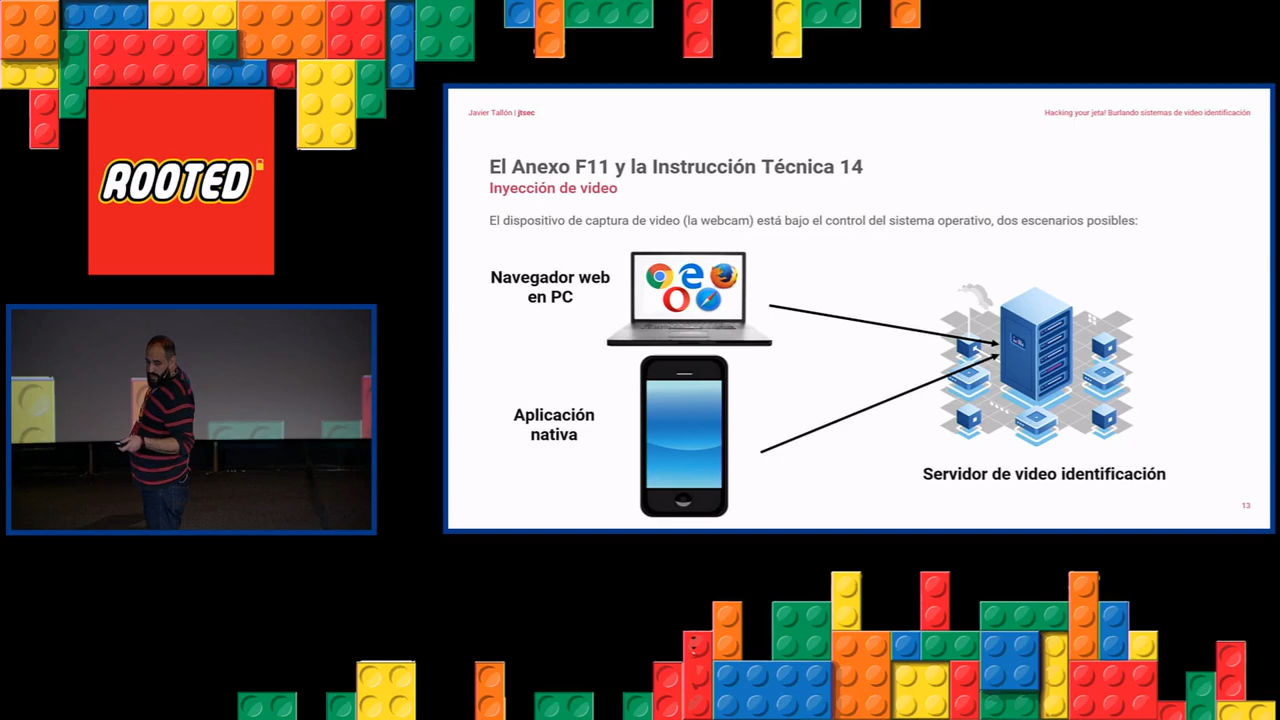 ROOTED
Javier Tallón | jtsec
Hacking your jeta! Burlando sistemas de video identificación
El Anexo F11 y la Instrucción Técnica 14
Inyección de video
El dispositivo de captura de video (la webcam) está bajo el control del sistema operativo, dos escenarios posibles:
Navegador web
en PC
Aplicación
nativa
Servidor de video identificación
13